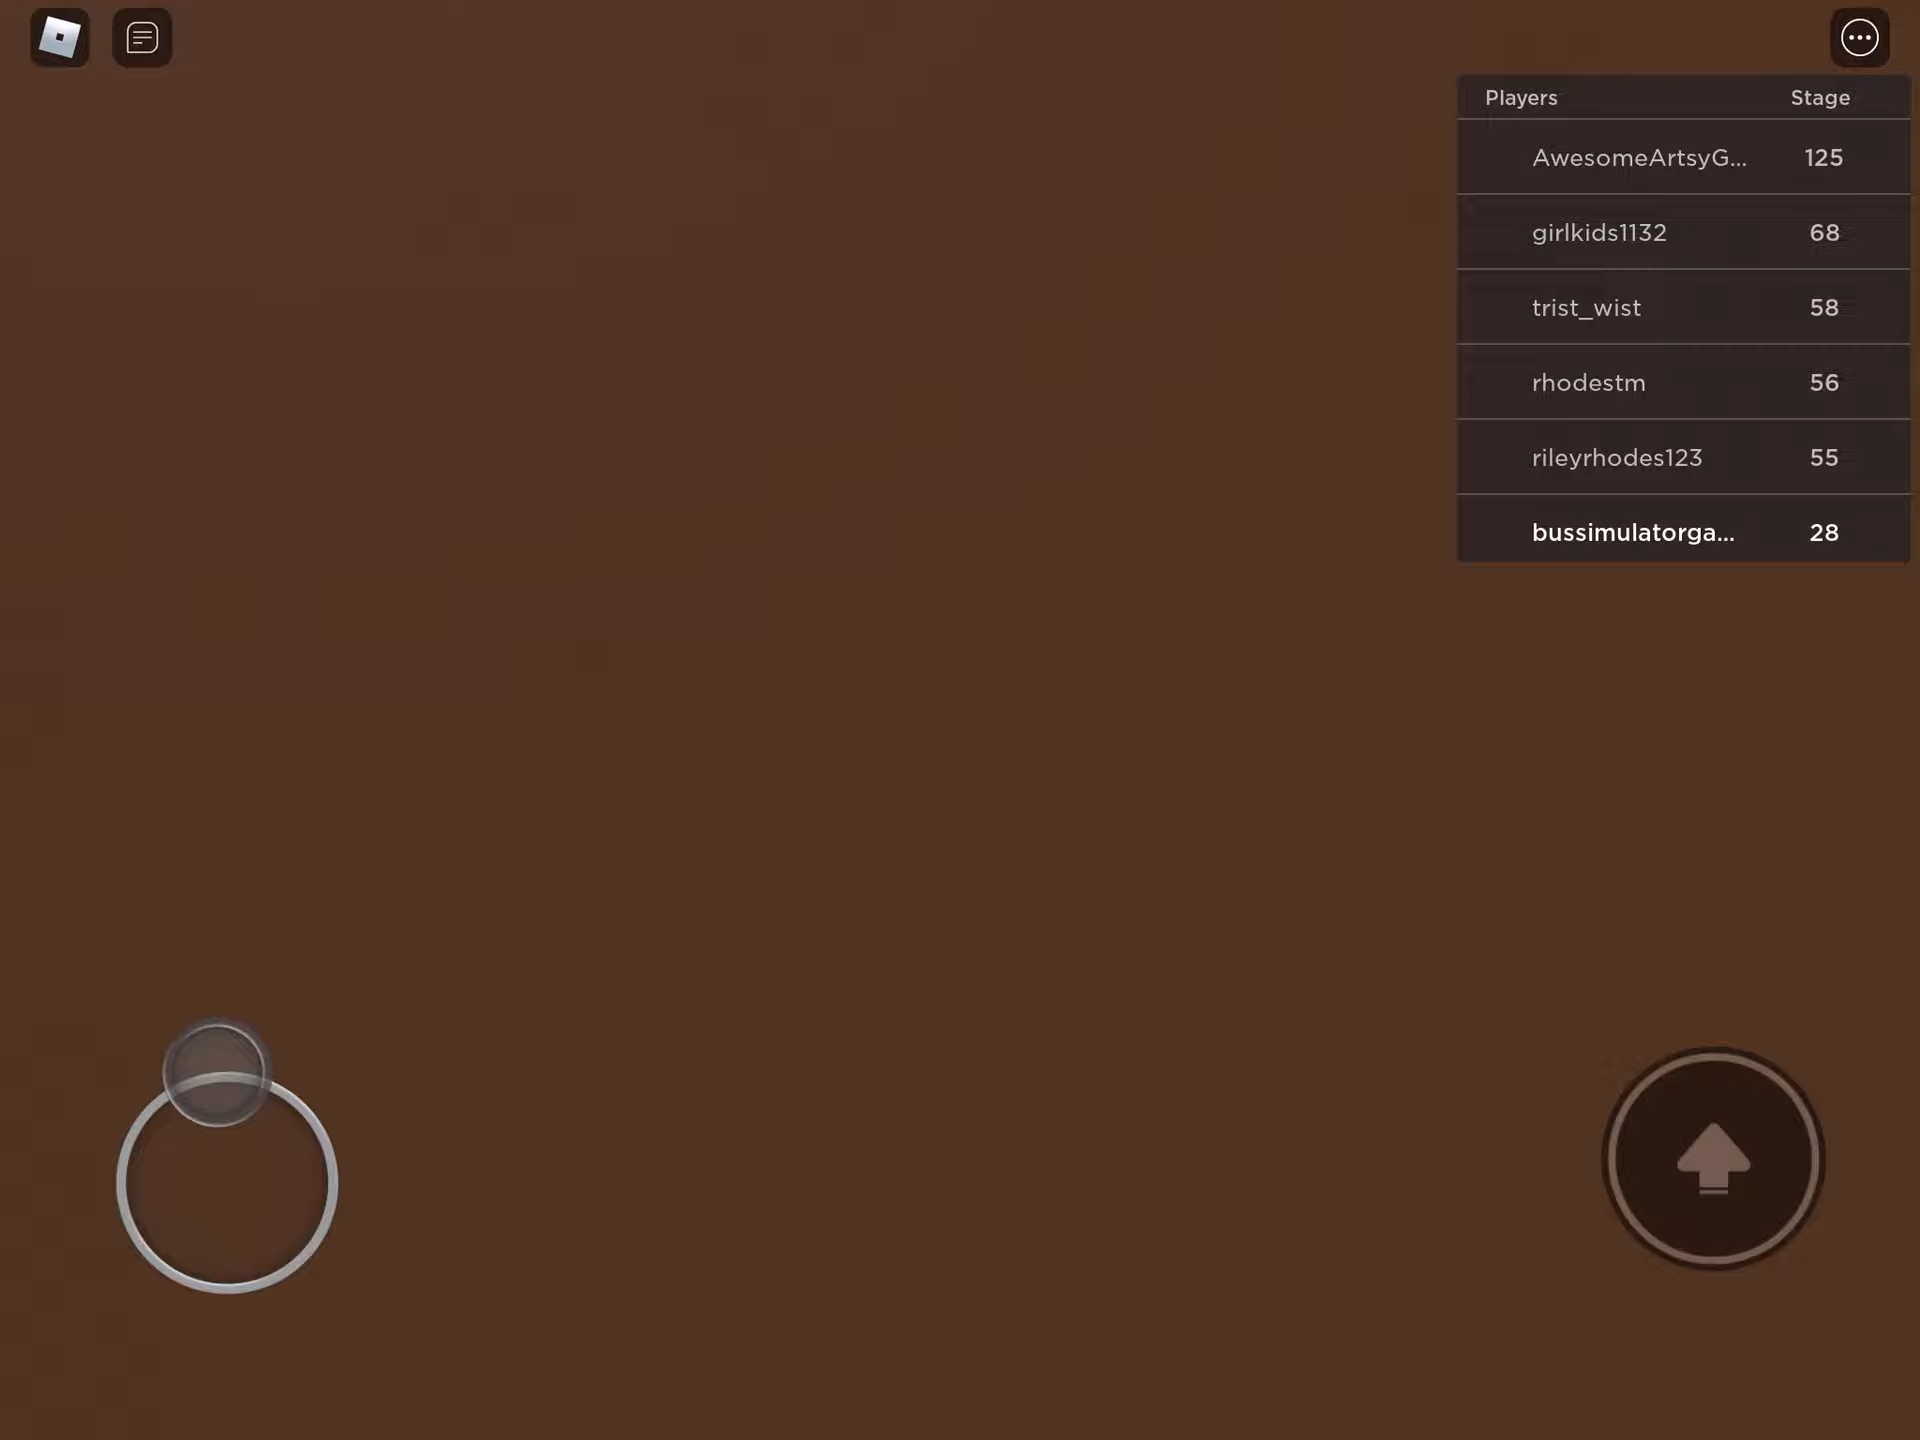 Players Stage
AwesomeArtsyG... 125
girlkids1132 68
trist_wist 58
rhodestm 56
rileyrhodes123 55
bussimulatorga... 28